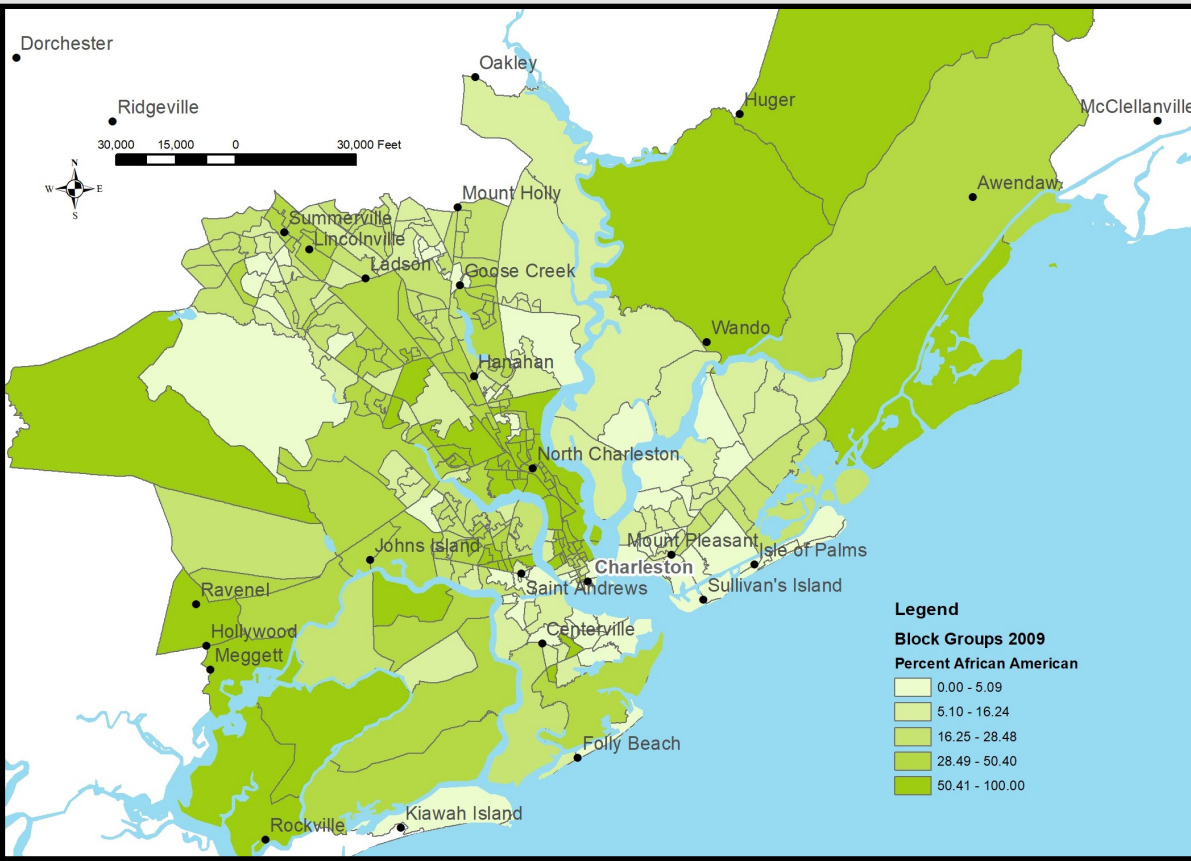 Dorchester
Oakley
Ridgeville
Huger
McClellanville
30,000 15,000 0 30,000 Feet
N
W E
S
Awendaw
Mount Holly
Summerville
Lincolnville
Ladson
Goose Creek
Wando
Hanahan
North Charleston
Johns Island
Mount Pleasant
Isle of Palms
Charleston
Saint Andrews
Sullivan's Island
Ravenel
Hollywood
Centerville
Meggett
Folly Beach
Kiawah Island
Rockville
Legend
Block Groups 2009
Percent African American
0.00 - 5.09
5.10 - 16.24
16.25 - 28.48
28.49 - 50.40
50.41 - 100.00